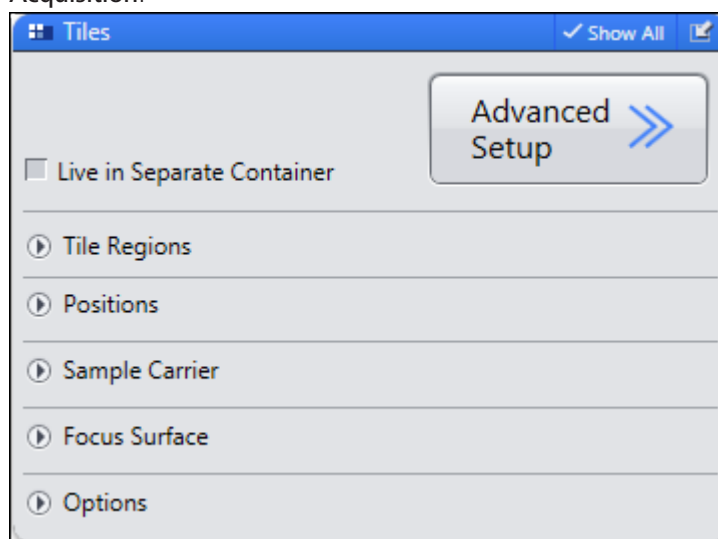 Acquisition.
Tiles
Show All
Advanced
Setup
Live in Separate Container
Tile Regions
Positions
Sample Carrier
Focus Surface
Options